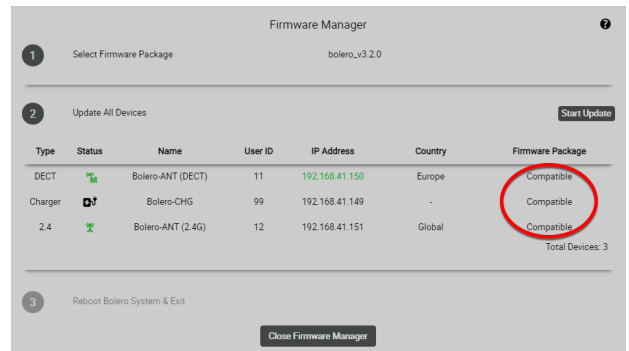 Firmware Manager
?
1 Select Firmware Package bolero_v3.2.0
2 Update All Devices Start Update
Type Status Name User ID IP Address Country Firmware Package
DECT M Bolero-ANT (DECT) 11 192.168.41.150 Europe Compatible
Charger Bolero-CHG 99 192.168.41.149 - Compatible
2.4 Bolero-ANT (2.4G) 12 192.168.41.151 Global Compatible
Total Devices: 3
3 Reboot Bolero System & Exit
Close Firmware Manager